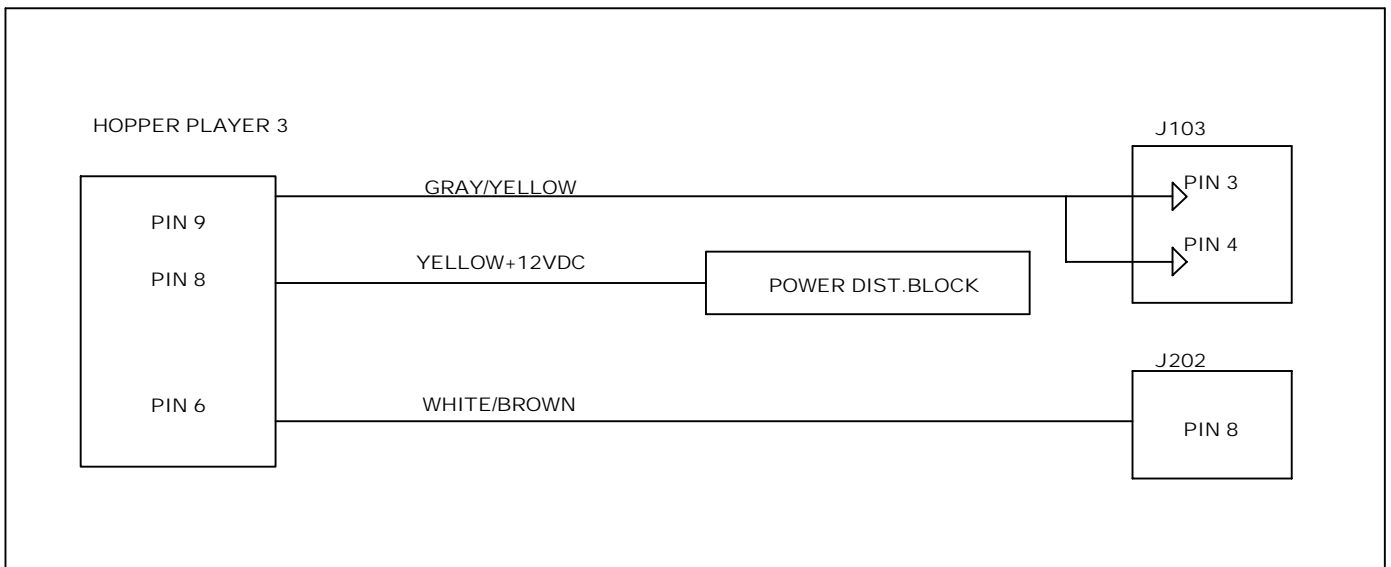 HOPPER PLAYER 3
J103
GRAY/YELLOW
PIN 3
PIN 9
PIN 4
YELLOW+12VDC
PIN 8
POWER DIST.BLOCK
J202
PIN 6
WHITE/BROWN
PIN 8